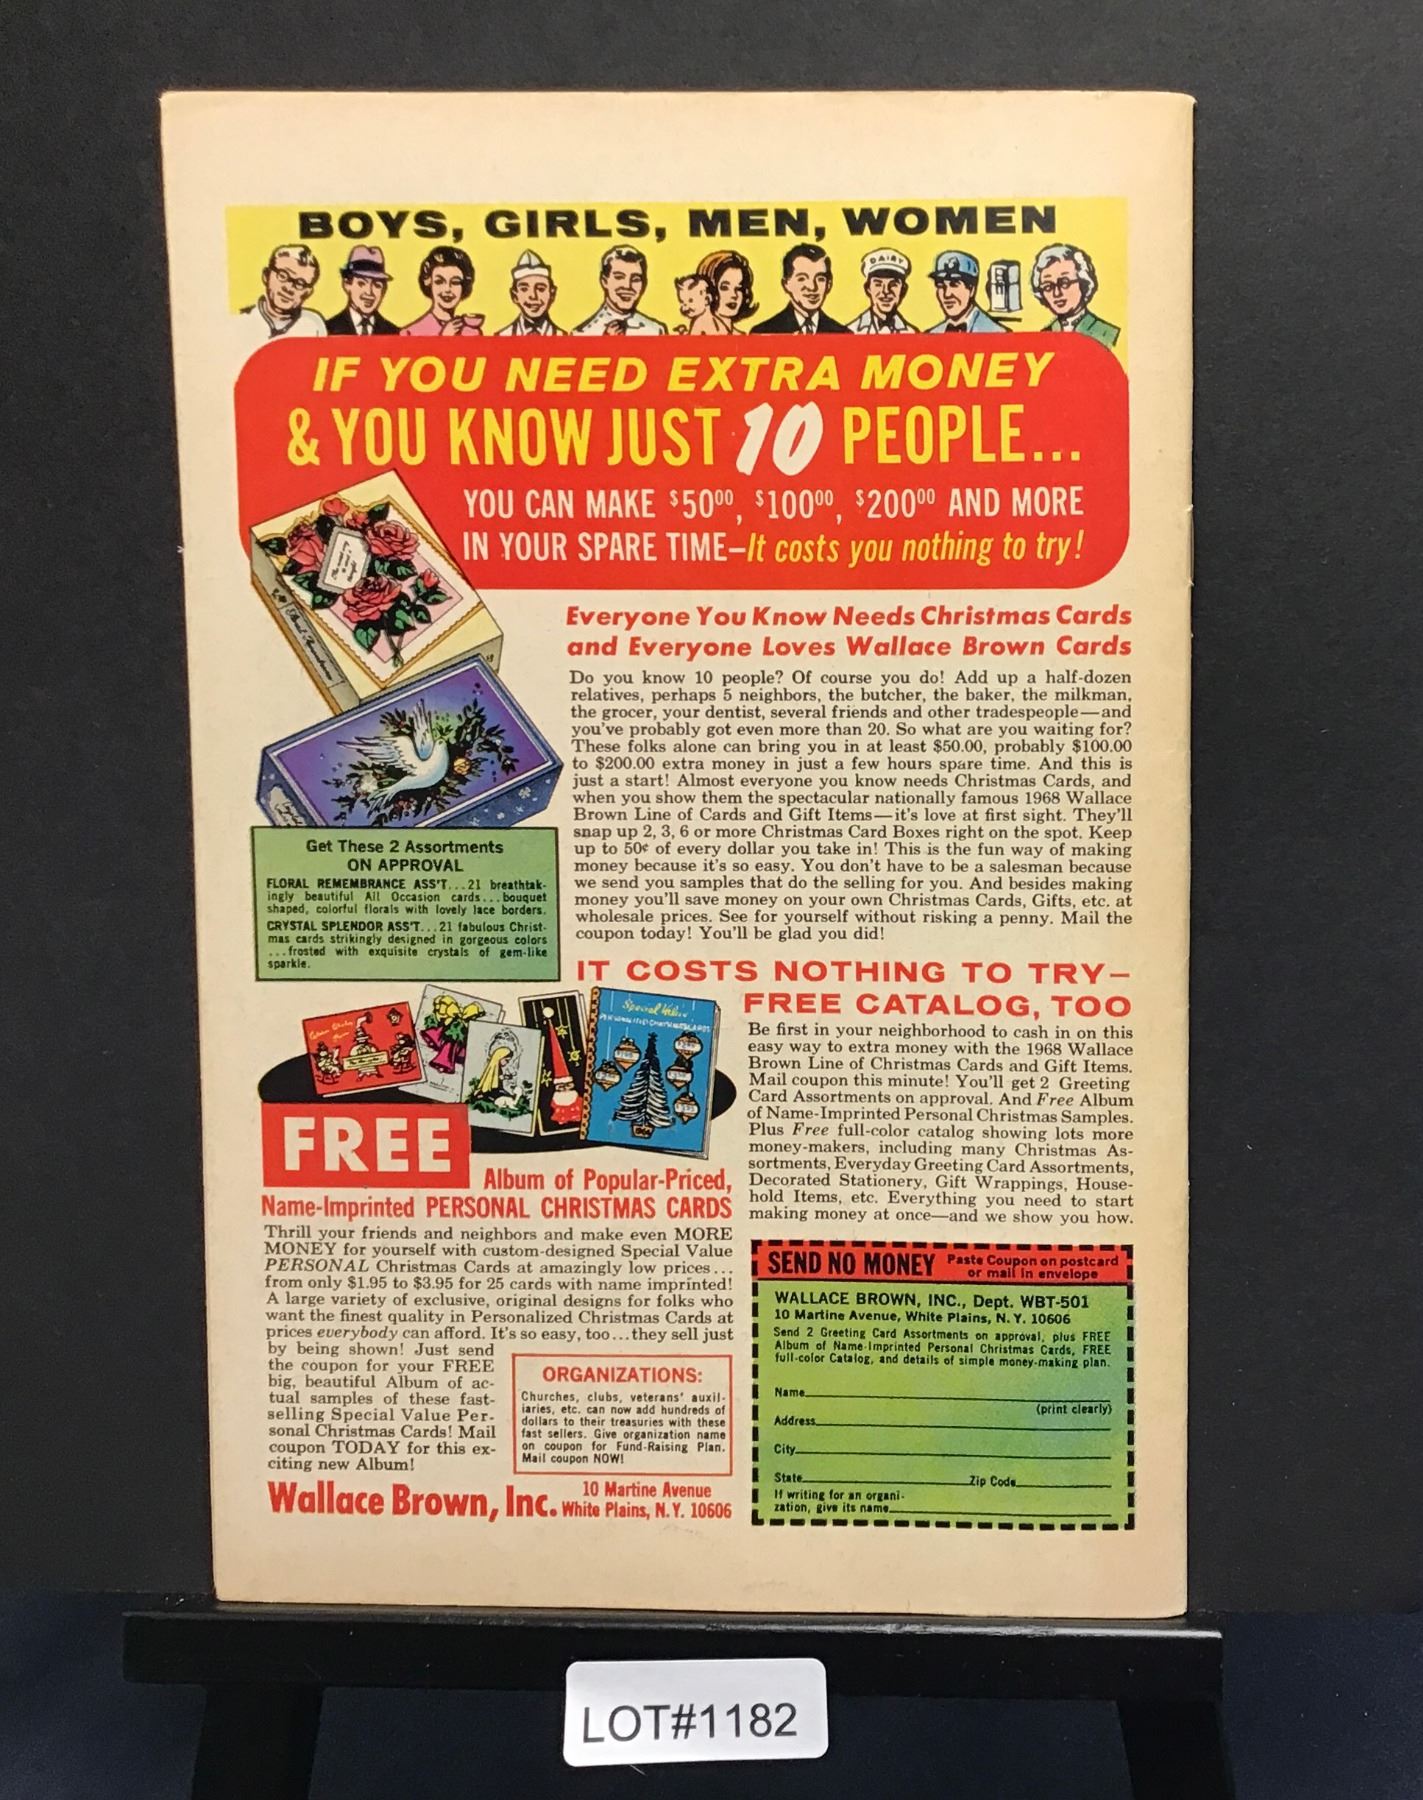 BOYS, GIRLS, MEN, WOMEN
DAIRY
IF YOU NEED EXTRA MONEY
& YOU KNOW JUST 10 PEOPLE...
YOU CAN MAKE $50⁰⁰, $100⁰⁰, $200⁰⁰ AND MORE
IN YOUR SPARE TIME—It costs you nothing to try!
Everyone You Know Needs Christmas Cards
and Everyone Loves Wallace Brown Cards
Do you know 10 people? Of course you do! Add up a half-dozen
relatives, perhaps 5 neighbors, the butcher, the baker, the milkman,
the grocer, your dentist, several friends and other tradespeople—and
you've probably got even more than 20. So what are you waiting for?
These folks alone can bring you in at least $50.00, probably $100.00
to $200.00 extra money in just a few hours spare time. And this is
just a start! Almost everyone you know needs Christmas Cards, and
when you show them the spectacular nationally famous 1968 Wallace
Brown Line of Cards and Gift Items—it's love at first sight. They'll
snap up 2, 3, 6 or more Christmas Card Boxes right on the spot. Keep
up to 50¢ of every dollar you take in! This is the fun way of making
money because it's so easy. You don't have to be a salesman because
we send you samples that do the selling for you. And besides making
money you'll save money on your own Christmas Cards, Gifts, etc. at
wholesale prices. See for yourself without risking a penny. Mail the
coupon today! You'll be glad you did!
Get These 2 Assortments
ON APPROVAL
FLORAL REMEMBRANCE ASS'T...21 breathtak-
ingly beautiful All Occasion cards...bouquet
shaped, colorful florals with lovely lace borders.
CRYSTAL SPLENDOR ASS'T...21 fabulous Christ-
mas cards strikingly designed in gorgeous colors
...frosted with exquisite crystals of gem-like
sparkle.
IT COSTS NOTHING TO TRY—
FREE CATALOG, TOO
Be first in your neighborhood to cash in on this
easy way to extra money with the 1968 Wallace
Brown Line of Christmas Cards and Gift Items.
Mail coupon this minute! You'll get 2 Greeting
Card Assortments on approval. And Free Album
of Name-Imprinted Personal Christmas Samples.
Plus Free full-color catalog showing lots more
money-makers, including many Christmas As-
sortments, Everyday Greeting Card Assortments,
Decorated Stationery, Gift Wrappings, House-
hold Items, etc. Everything you need to start
making money at once—and we show you how.
Special Value
PERSONALIZED CHRISTMAS CARDS
FREE
Album of Popular-Priced,
Name-Imprinted PERSONAL CHRISTMAS CARDS
Thrill your friends and neighbors and make even MORE
MONEY for yourself with custom-designed Special Value
PERSONAL Christmas Cards at amazingly low prices...
from only $1.95 to $3.95 for 25 cards with name imprinted!
A large variety of exclusive, original designs for folks who
want the finest quality in Personalized Christmas Cards at
prices everybody can afford. It's so easy, too...they sell just
by being shown! Just send
the coupon for your FREE
big, beautiful Album of ac-
tual samples of these fast-
selling Special Value Per-
sonal Christmas Cards! Mail
coupon TODAY for this ex-
citing new Album!
ORGANIZATIONS:
Churches, clubs, veterans' auxil-
iaries, etc. can now add hundreds of
dollars to their treasuries with these
fast sellers. Give organization name
on coupon for Fund-Raising Plan.
Mail coupon NOW!
Wallace Brown, Inc. 10 Martine Avenue
White Plains, N.Y. 10606
SEND NO MONEY Paste Coupon on postcard
or mail in envelope
WALLACE BROWN, INC., Dept. WBT-501
10 Martine Avenue, White Plains, N.Y. 10606
Send 2 Greeting Card Assortments on approval, plus FREE
Album of Name-Imprinted Personal Christmas Cards, FREE
full-color Catalog, and details of simple money-making plan.
Name
(print clearly)
Address
City
State Zip Code
If writing for an organi-
zation, give its name
LOT#1182